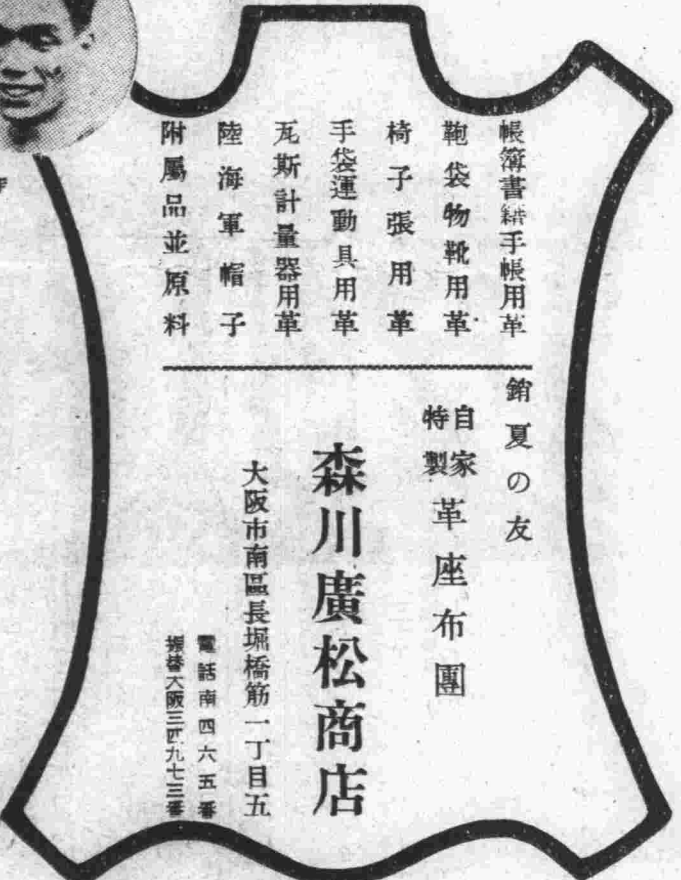 帳簿書籍手帳用革
鞄袋物靴用革
椅子張用革
手袋運動具用革
瓦斯計量器用革
陸海軍帽子
附屬品並原料
銷夏の友
自家特製 革座布團
森川廣松商店
大阪市南區長堀橋筋一丁目五
電話南四六五番
振替大阪三四九七三番